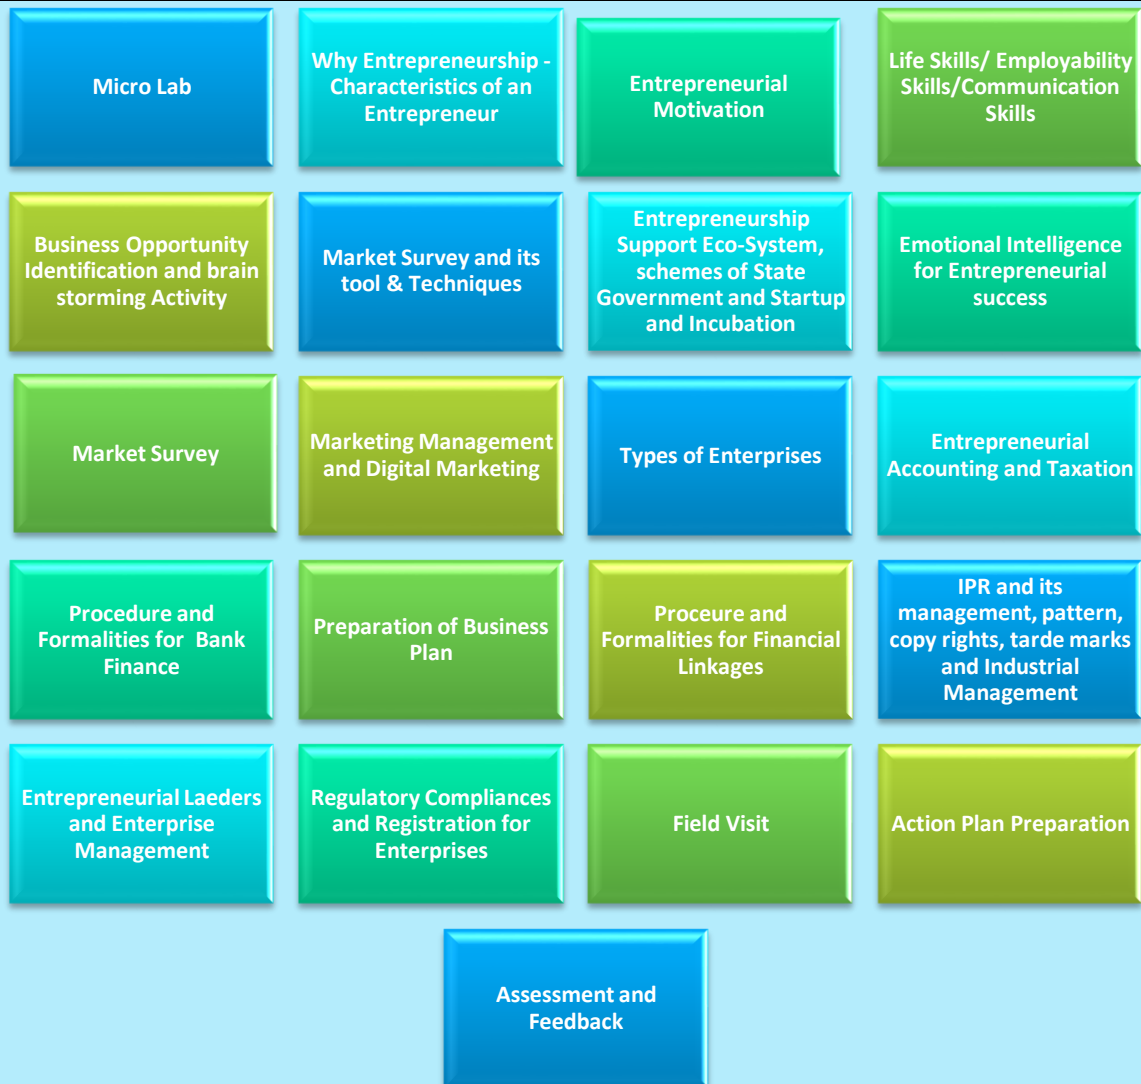 Micro Lab
Why Entrepreneurship -
Characteristics of an
Entrepreneur
Entrepreneurial
Motivation
Life Skills/ Employability
Skills/Communication
Skills
Business Opportunity
Identification and brain
storming Activity
Market Survey and its
tool & Techniques
Entrepreneurship
Support Eco-System,
schemes of State
Government and Startup
and Incubation
Emotional Intelligence
for Entrepreneurial
success
Market Survey
Marketing Management
and Digital Marketing
Types of Enterprises
Entrepreneurial
Accounting and Taxation
Procedure and
Formalities for Bank
Finance
Preparation of Business
Plan
Proceure and
Formalities for Financial
Linkages
IPR and its
management, pattern,
copy rights, tarde marks
and Industrial
Management
Entrepreneurial Laeders
and Enterprise
Management
Regulatory Compliances
and Registration for
Enterprises
Field Visit
Action Plan Preparation
Assessment and
Feedback